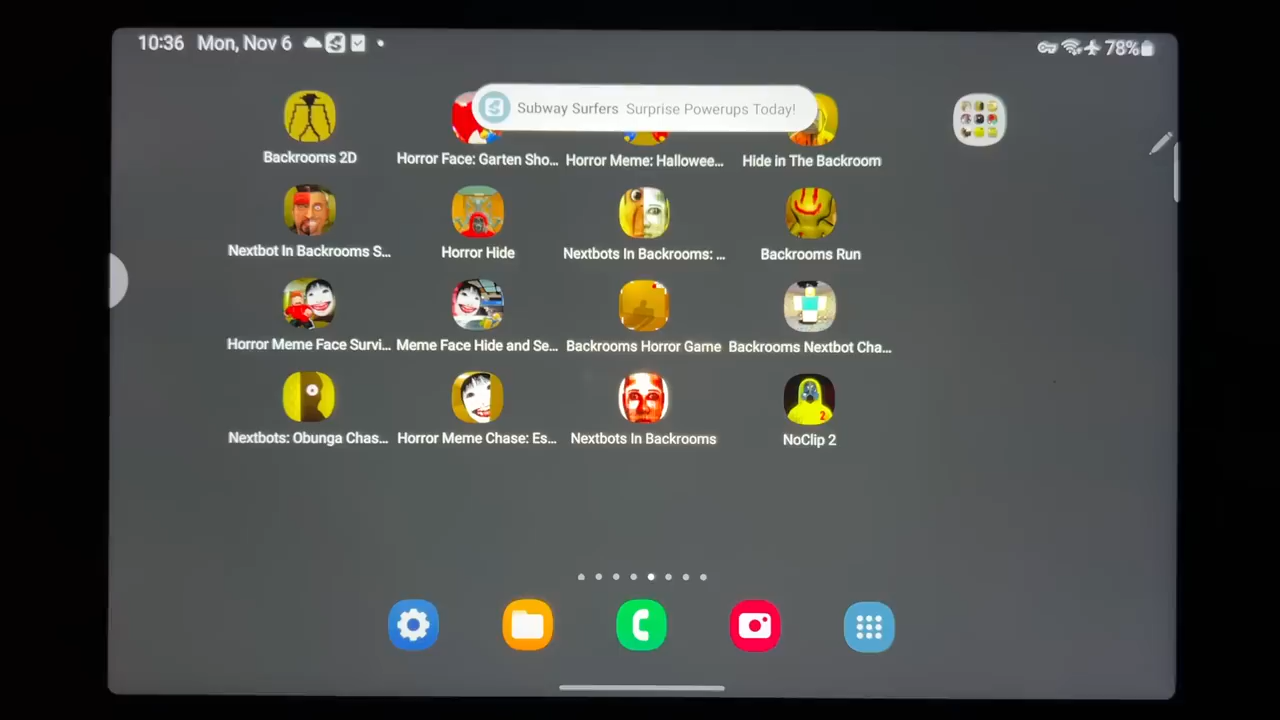 10:36 Mon, Nov 6
78%
Subway Surfers Surprise Powerups Today!
Backrooms 2D
Horror Face: Garten Sho...
Horror Meme: Hallowee...
Hide in The Backroom
Nextbot In Backrooms S...
Horror Hide
Nextbots In Backrooms: ...
Backrooms Run
Horror Meme Face Survi...
Meme Face Hide and Se...
Backrooms Horror Game
Backrooms Nextbot Cha...
Nextbots: Obunga Chas...
Horror Meme Chase: Es...
Nextbots In Backrooms
2
NoClip 2